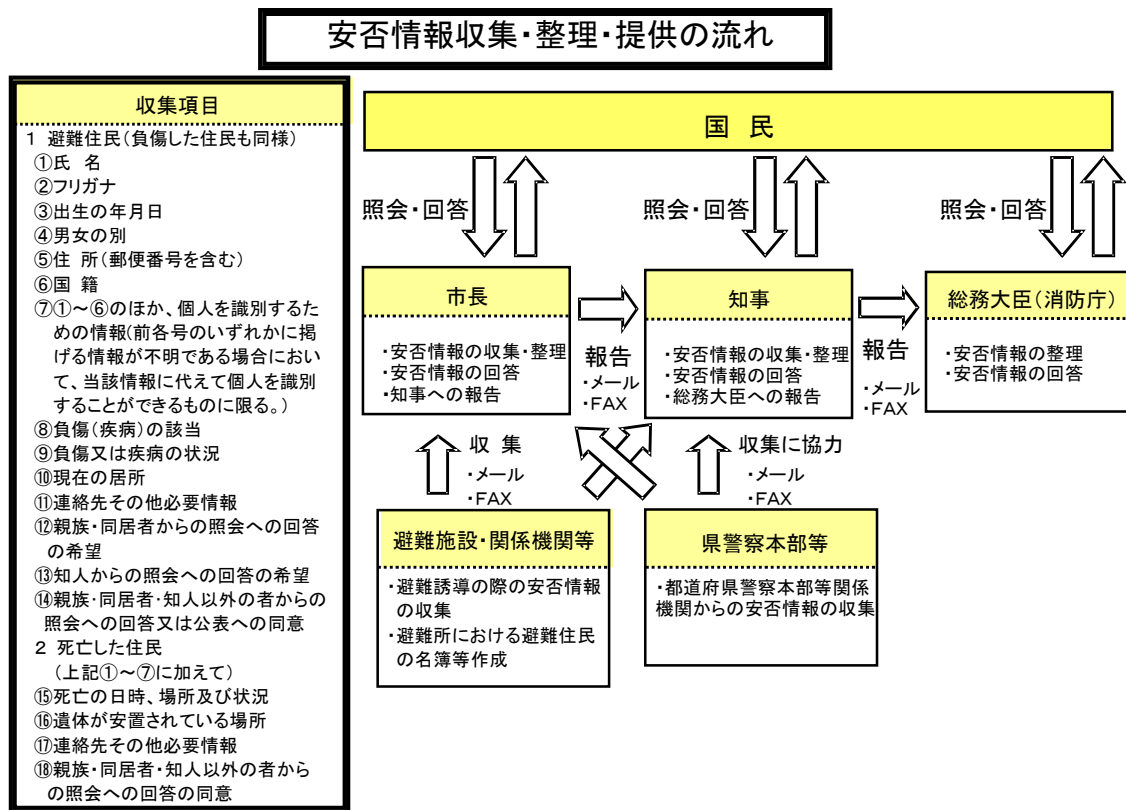 安否情報収集・整理・提供の流れ
収集項目
1 避難住民(負傷した住民も同様)
①氏 名
②フリガナ
③出生の年月日
④男女の別
⑤住 所(郵便番号を含む)
⑥国 籍
⑦①～⑥のほか、個人を識別するた
めの情報(前各号のいずれかに掲
げる情報が不明である場合におい
て、当該情報に代えて個人を識別
することができるものに限る。)
⑧負傷(疾病)の該当
⑨負傷又は疾病の状況
⑩現在の居所
⑪連絡先その他必要情報
⑫親族・同居者からの照会への回答
の希望
⑬知人からの照会への回答の希望
⑭親族・同居者・知人以外の者からの
照会への回答又は公表への同意
2 死亡した住民
(上記①～⑦に加えて)
⑮死亡の日時、場所及び状況
⑯遺体が安置されている場所
⑰連絡先その他必要情報
⑱親族・同居者・知人以外の者から
の照会への回答の同意
国 民
照会・回答
照会・回答
照会・回答
市長
・安否情報の収集・整理
・安否情報の回答
・知事への報告
報告
・メール
・FAX
知事
・安否情報の収集・整理
・安否情報の回答
・総務大臣への報告
報告
・メール
・FAX
総務大臣(消防庁)
・安否情報の整理
・安否情報の回答
収 集
・メール
・FAX
収集に協力
・メール
・FAX
避難施設・関係機関等
・避難誘導の際の安否情報
の収集
・避難所における避難住民
の名簿等作成
県警察本部等
・都道府県警察本部等関係
機関からの安否情報の収集